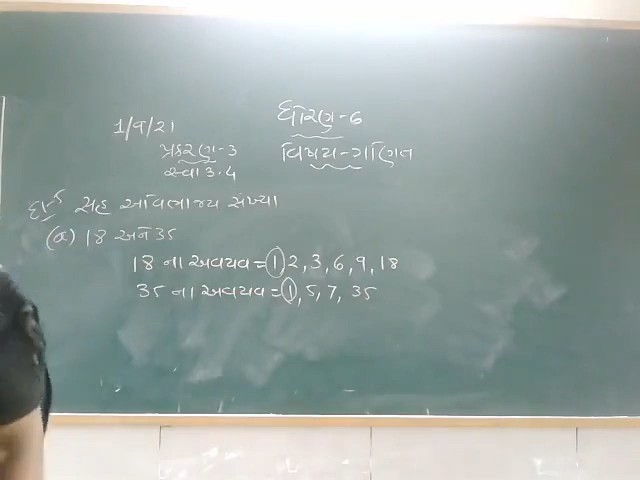 ધોરણ-6
1/9/21
પ્રકરણ-3
વિષય-ગણિત
સ્વા 3.4
દા-5 સહ અવિભાજ્ય સંખ્યા
(a) 18 અને 35
18 ના અવયવ = 1, 2, 3, 6, 9, 18
35 ના અવયવ = 1, 5, 7, 35